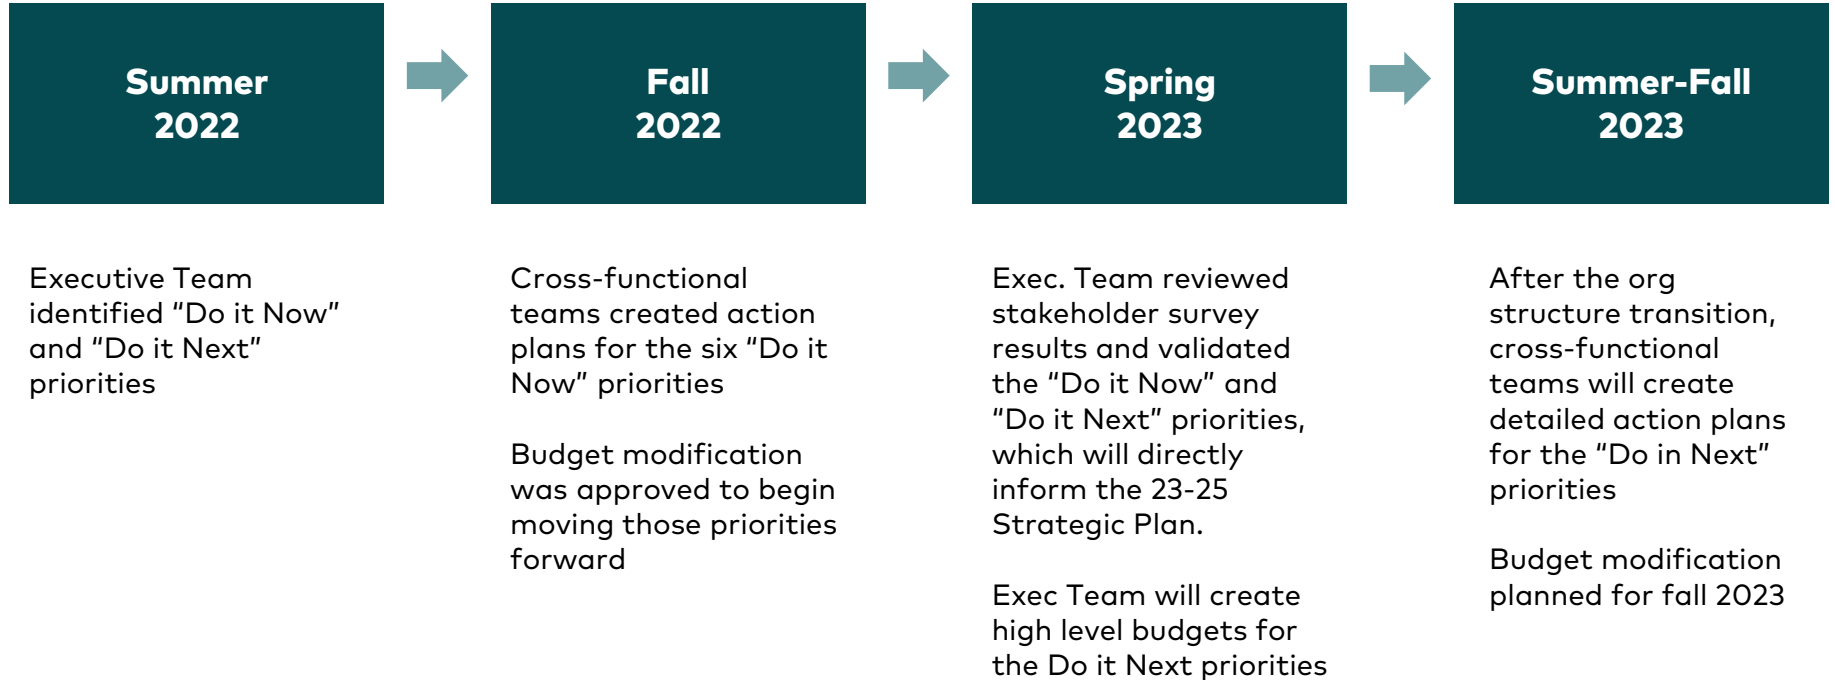 Summer
2022
Executive Team
identified “Do it Now”
and “Do it Next”
priorities
Fall
2022
Cross-functional
teams created action
plans for the six “Do it
Now” priorities
Budget modification
was approved to begin
moving those priorities
forward
Spring
2023
Exec. Team reviewed
stakeholder survey
results and validated
the “Do it Now” and
“Do it Next” priorities,
which will directly
inform the 23-25
Strategic Plan.
Exec Team will create
high level budgets for
the Do it Next priorities
Summer-Fall
2023
After the org
structure transition,
cross-functional
teams will create
detailed action plans
for the “Do in Next”
priorities
Budget modification
planned for fall 2023